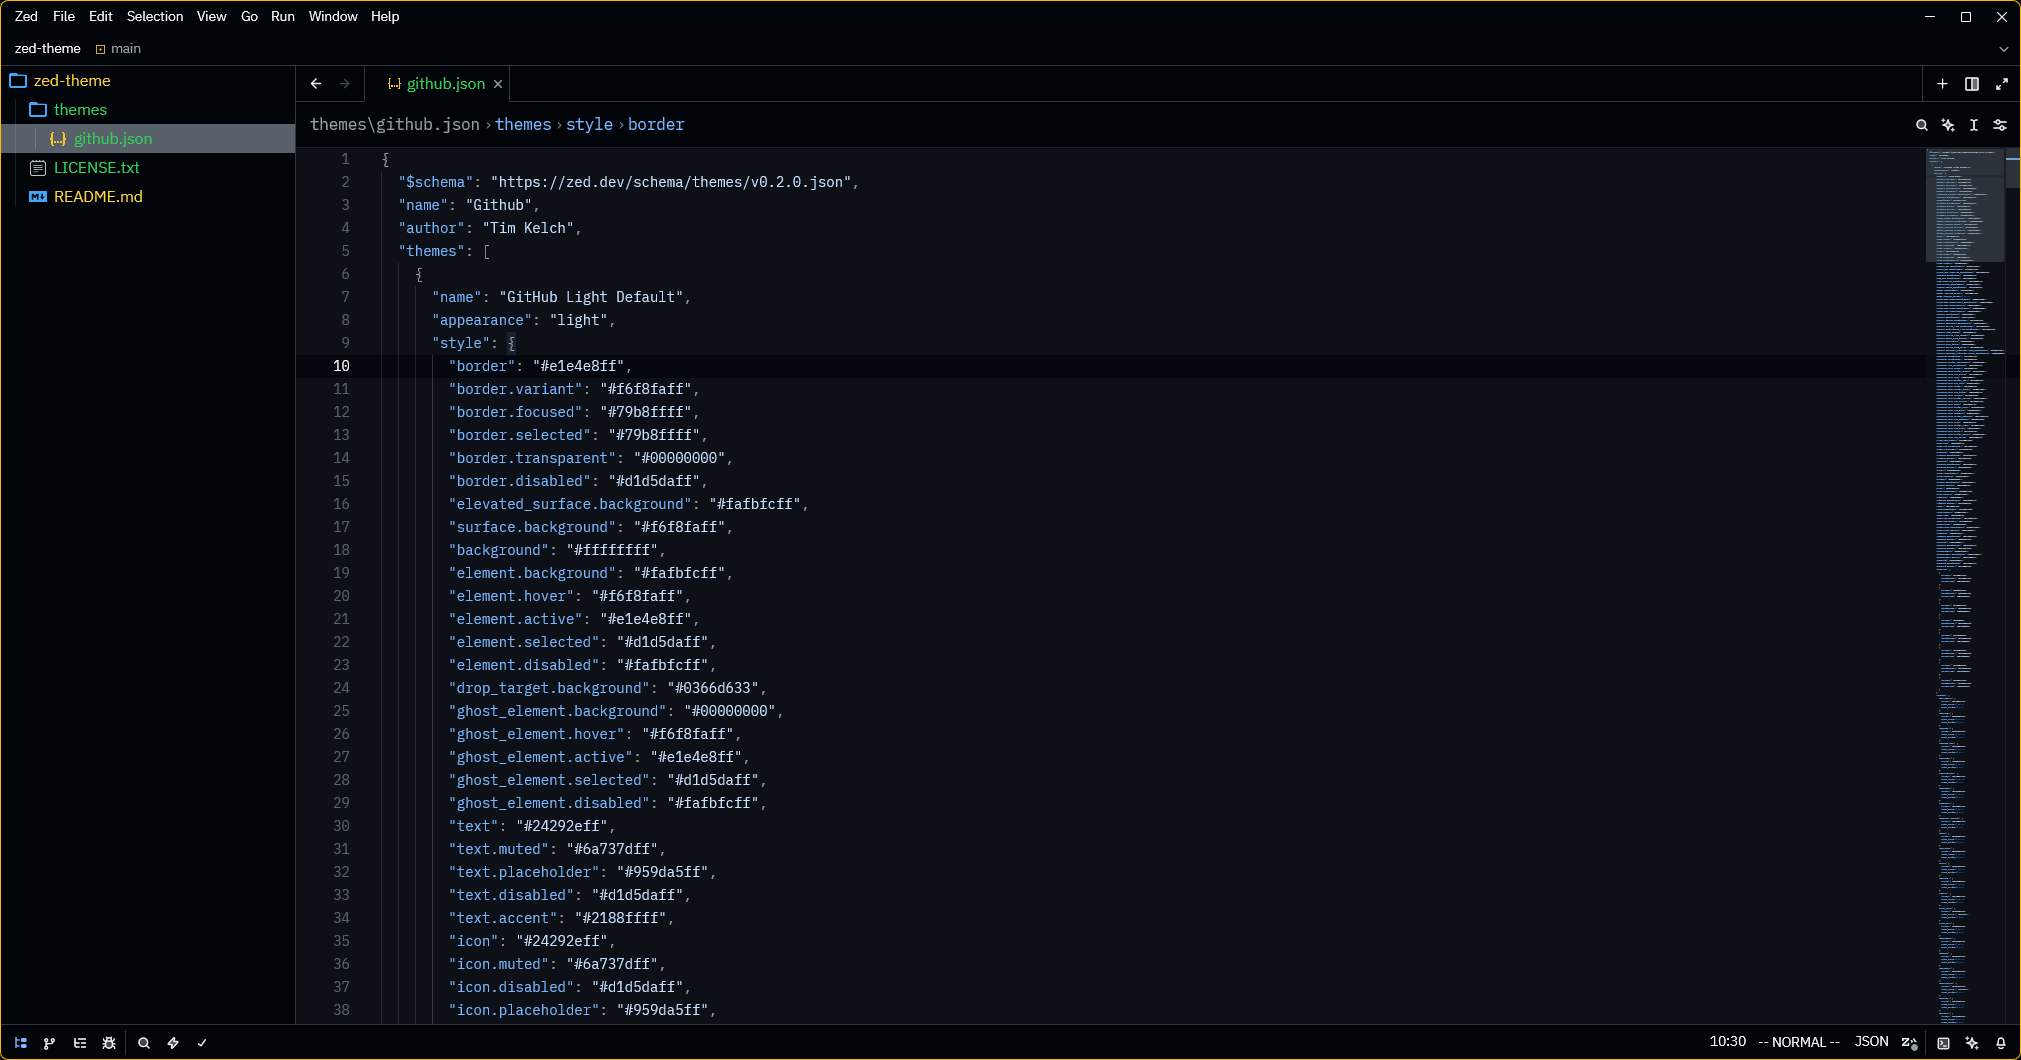 Zed File Edit Selection View Go Run Window Help
zed-theme main
zed-theme
themes
github.json
LICENSE.txt
README.md
github.json
themes\github.json › themes › style › border
1 {
2 "$schema": "https://zed.dev/schema/themes/v0.2.0.json",
3 "name": "Github",
4 "author": "Tim Kelch",
5 "themes": [
6 {
7 "name": "GitHub Light Default",
8 "appearance": "light",
9 "style": {
10 "border": "#e1e4e8ff",
11 "border.variant": "#f6f8faff",
12 "border.focused": "#79b8ffff",
13 "border.selected": "#79b8ffff",
14 "border.transparent": "#00000000",
15 "border.disabled": "#d1d5daff",
16 "elevated_surface.background": "#fafbfcff",
17 "surface.background": "#f6f8faff",
18 "background": "#ffffffff",
19 "element.background": "#fafbfcff",
20 "element.hover": "#f6f8faff",
21 "element.active": "#e1e4e8ff",
22 "element.selected": "#d1d5daff",
23 "element.disabled": "#fafbfcff",
24 "drop_target.background": "#0366d633",
25 "ghost_element.background": "#00000000",
26 "ghost_element.hover": "#f6f8faff",
27 "ghost_element.active": "#e1e4e8ff",
28 "ghost_element.selected": "#d1d5daff",
29 "ghost_element.disabled": "#fafbfcff",
30 "text": "#24292eff",
31 "text.muted": "#6a737dff",
32 "text.placeholder": "#959da5ff",
33 "text.disabled": "#d1d5daff",
34 "text.accent": "#2188ffff",
35 "icon": "#24292eff",
36 "icon.muted": "#6a737dff",
37 "icon.disabled": "#d1d5daff",
38 "icon.placeholder": "#959da5ff",
10:30 -- NORMAL -- JSON